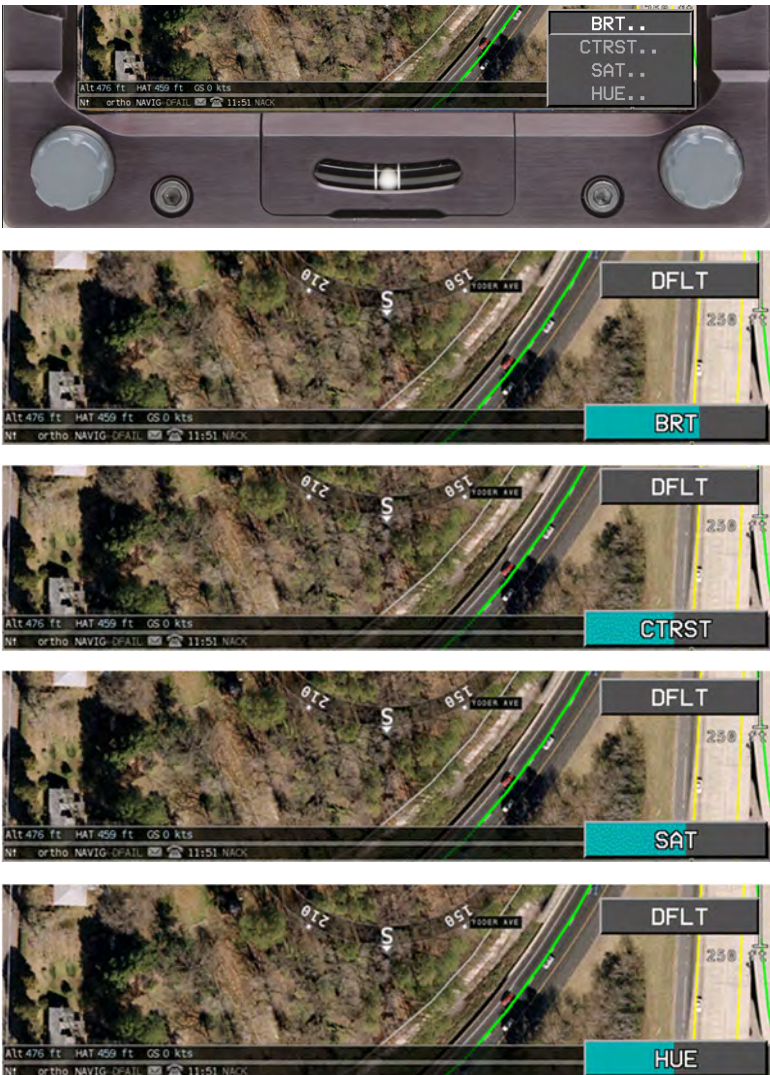 BRT..
CTRST..
SAT..
HUE..
Alt 476 ft HAT 459 ft GS 0 kts
N↑ ortho NAVIG DFAIL 11:51 NACK
210 S 150 YODER AVE
DFLT
250
Alt 476 ft HAT 459 ft GS 0 kts
N↑ ortho NAVIG DFAIL 11:51 NACK
BRT
210 S 150 YODER AVE
DFLT
250
Alt 476 ft HAT 459 ft GS 0 kts
N↑ ortho NAVIG DFAIL 11:51 NACK
CTRST
210 S 150 YODER AVE
DFLT
250
Alt 476 ft HAT 459 ft GS 0 kts
N↑ ortho NAVIG DFAIL 11:51 NACK
SAT
210 S 150 YODER AVE
DFLT
250
Alt 476 ft HAT 459 ft GS 0 kts
N↑ ortho NAVIG DFAIL 11:51 NACK
HUE